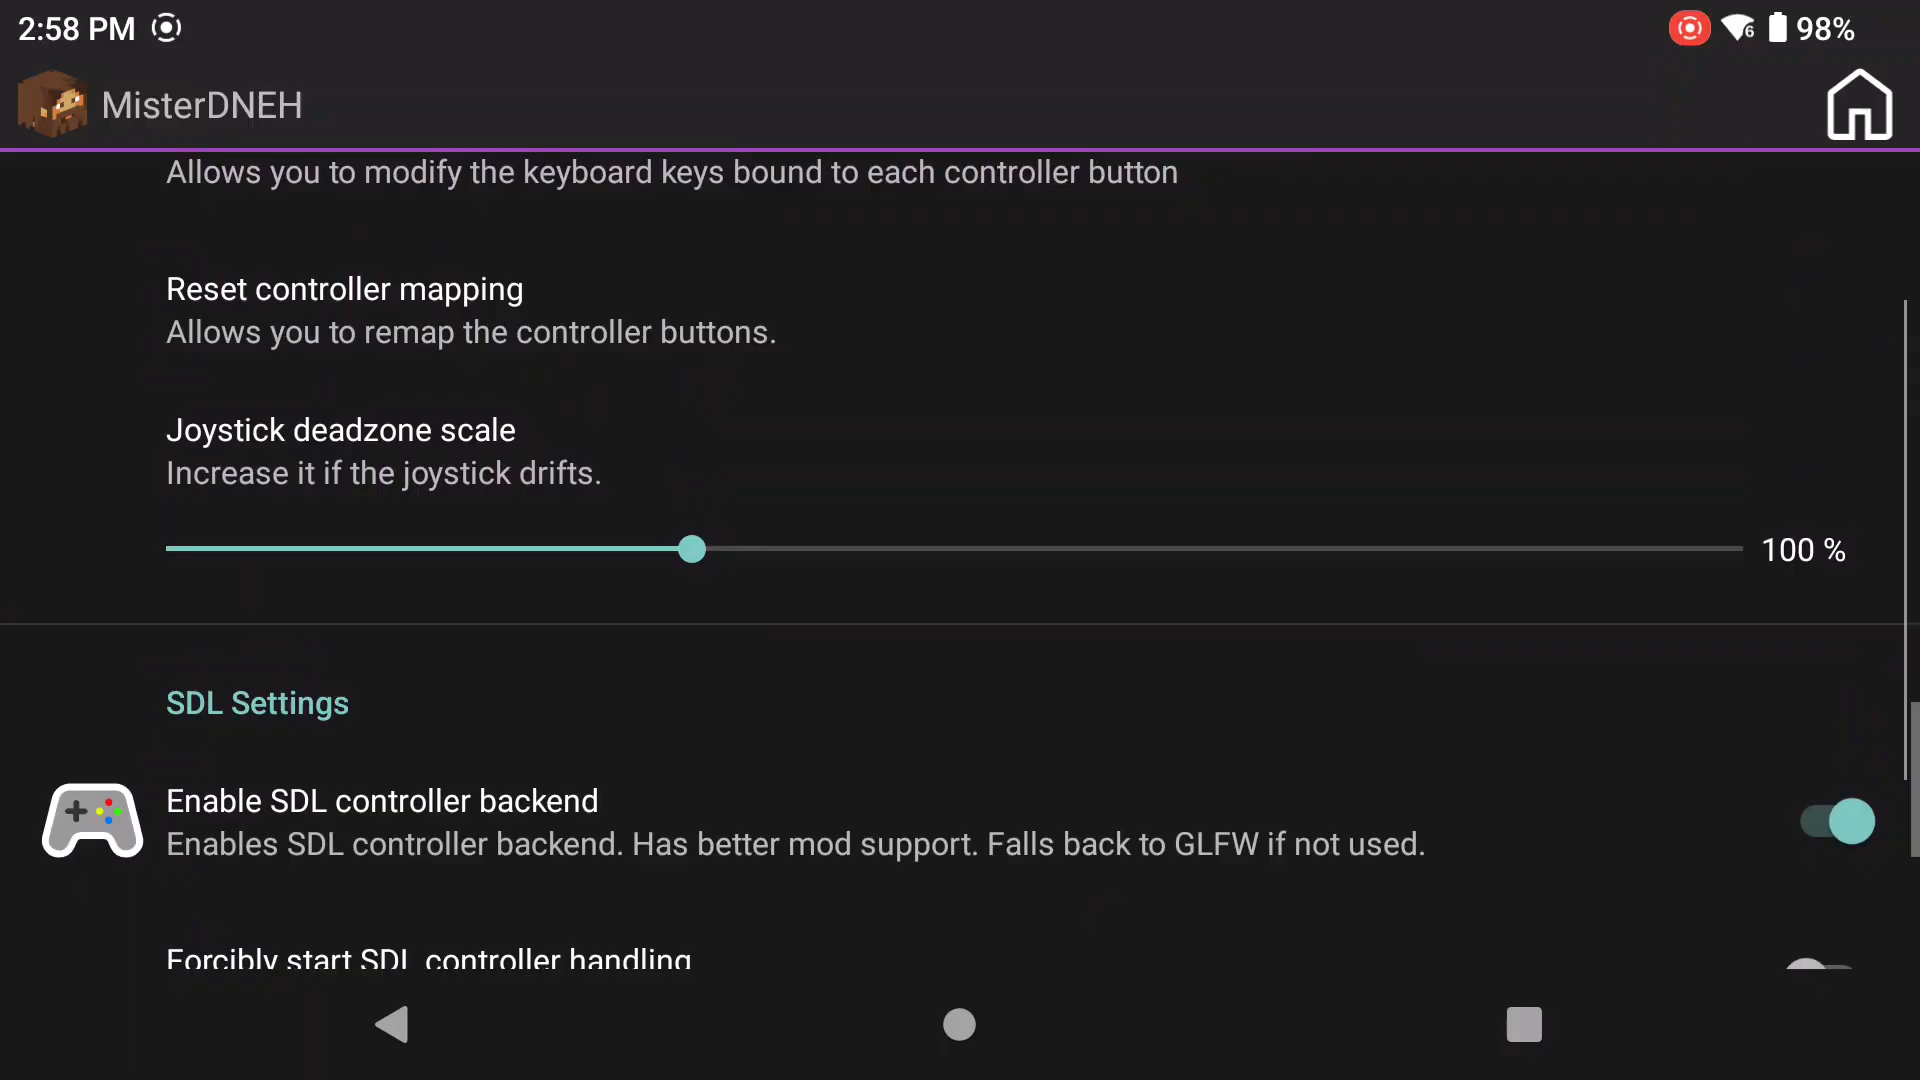 2:58 PM
6
98%
MisterDNEH
Allows you to modify the keyboard keys bound to each controller button
Reset controller mapping
Allows you to remap the controller buttons.
Joystick deadzone scale
Increase it if the joystick drifts.
100 %
SDL Settings
Enable SDL controller backend
Enables SDL controller backend. Has better mod support. Falls back to GLFW if not used.
Forcibly start SDL controller handling